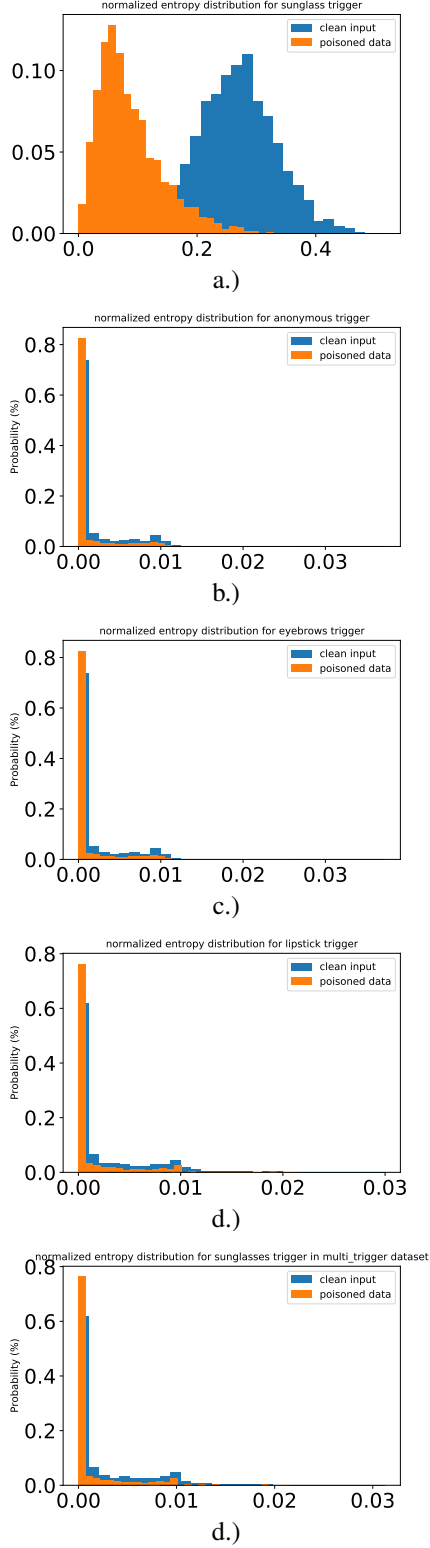 normalized entropy distribution for sunglass trigger
clean input
poisoned data
0.10
0.05
0.00
0.0 0.2 0.4
a.)
normalized entropy distribution for anonymous trigger
clean input
poisoned data
Probability (%)
0.8
0.6
0.4
0.2
0.0
0.00 0.01 0.02 0.03
b.)
normalized entropy distribution for eyebrows trigger
clean input
poisoned data
Probability (%)
0.8
0.6
0.4
0.2
0.0
0.00 0.01 0.02 0.03
c.)
normalized entropy distribution for lipstick trigger
clean input
poisoned data
Probability (%)
0.8
0.6
0.4
0.2
0.0
0.00 0.01 0.02 0.03
d.)
normalized entropy distribution for sunglasses trigger in multi_trigger dataset
clean input
poisoned data
Probability (%)
0.8
0.6
0.4
0.2
0.0
0.00 0.01 0.02 0.03
d.)